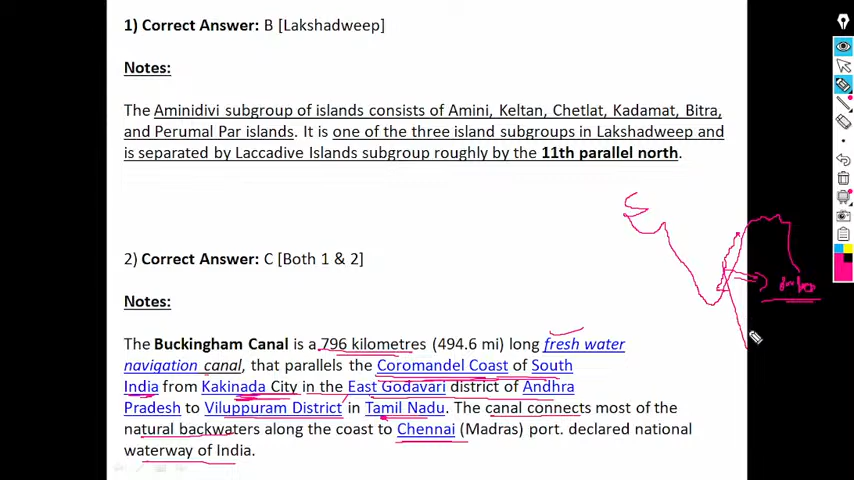 1) Correct Answer: B [Lakshadweep]
Notes:
The Aminidivi subgroup of islands consists of Amini, Keltan, Chetlat, Kadamat, Bitra,
and Perumal Par islands. It is one of the three island subgroups in Lakshadweep and
is separated by Laccadive Islands subgroup roughly by the 11th parallel north.
2) Correct Answer: C [Both 1 & 2]
Notes:
The Buckingham Canal is a 796 kilometres (494.6 mi) long fresh water
navigation canal, that parallels the Coromandel Coast of South
India from Kakinada City in the East Godavari district of Andhra
Pradesh to Viluppuram District in Tamil Nadu. The canal connects most of the
natural backwaters along the coast to Chennai (Madras) port. declared national
waterway of India.